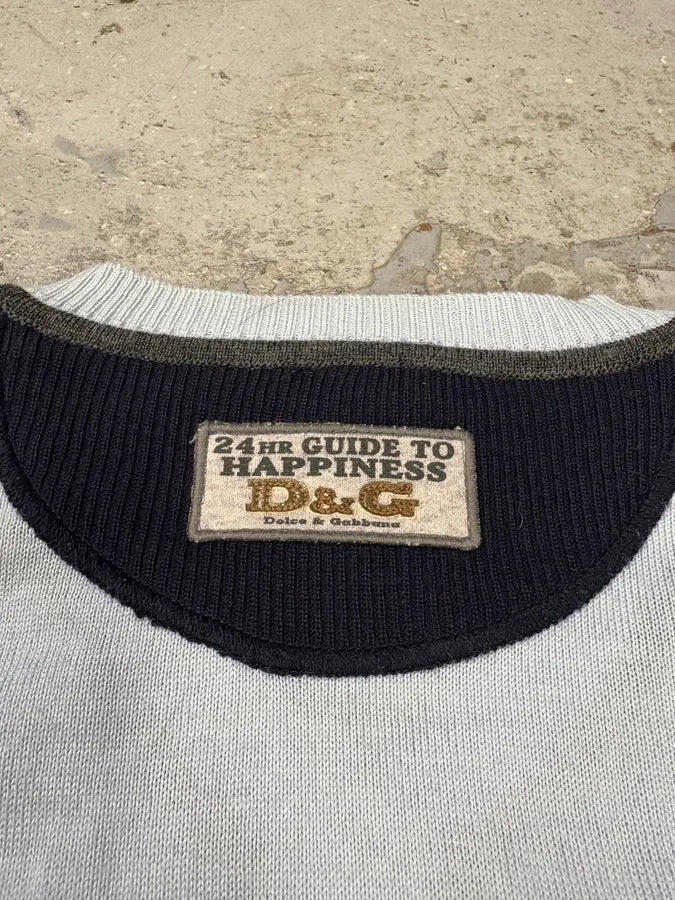 24HR GUIDE TO
HAPPINESS
D&G
Dolce & Gabbana